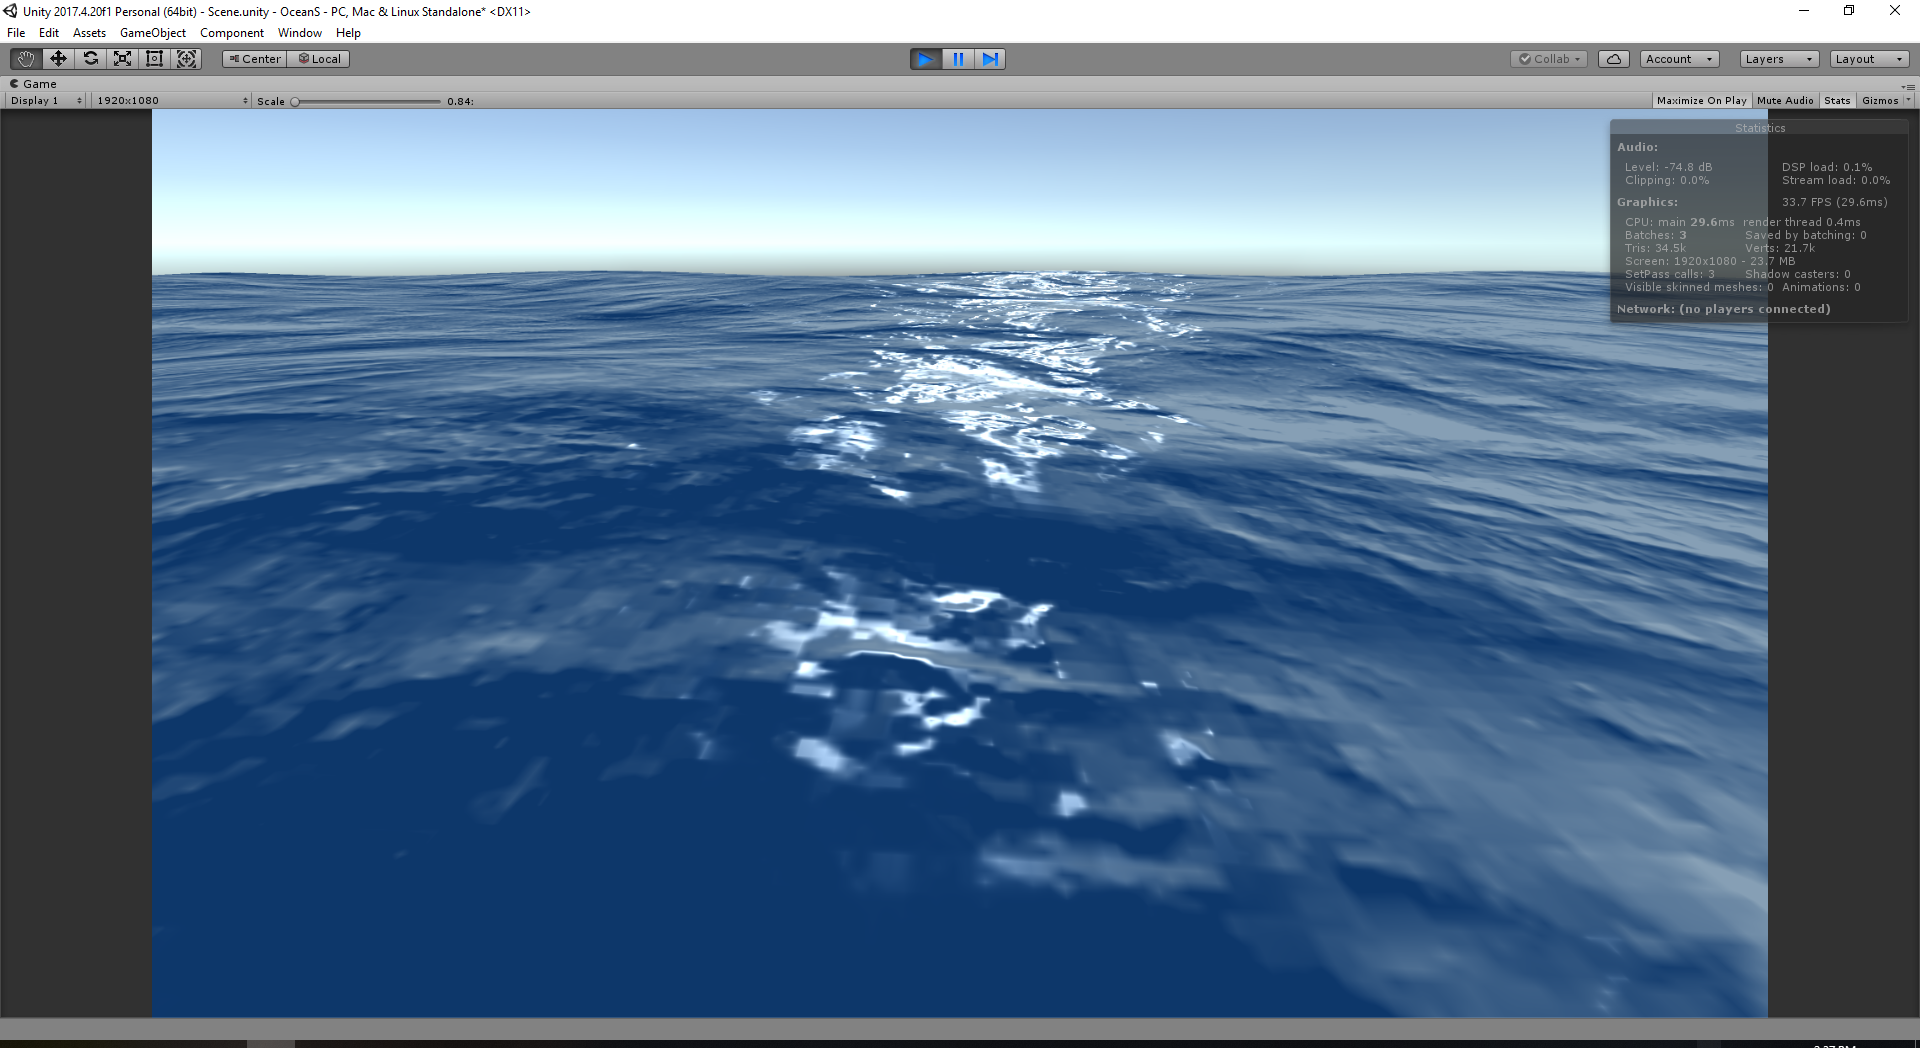 Unity 2017.4.20f1 Personal (64bit) - Scene.unity - OceanS - PC, Mac & Linux Standalone* <DX11>
File Edit Assets GameObject Component Window Help
Center Local Collab Account Layers Layout
Game
Display 1 1920x1080 Scale 0.84: Maximize On Play Mute Audio Stats Gizmos
Statistics
Audio:
Level: -74.8 dB DSP load: 0.1%
Clipping: 0.0% Stream load: 0.0%
Graphics: 33.7 FPS (29.6ms)
CPU: main 29.6ms render thread 0.4ms
Batches: 3 Saved by batching: 0
Tris: 34.5k Verts: 21.7k
Screen: 1920x1080 - 23.7 MB
SetPass calls: 3 Shadow casters: 0
Visible skinned meshes: 0 Animations: 0
Network: (no players connected)